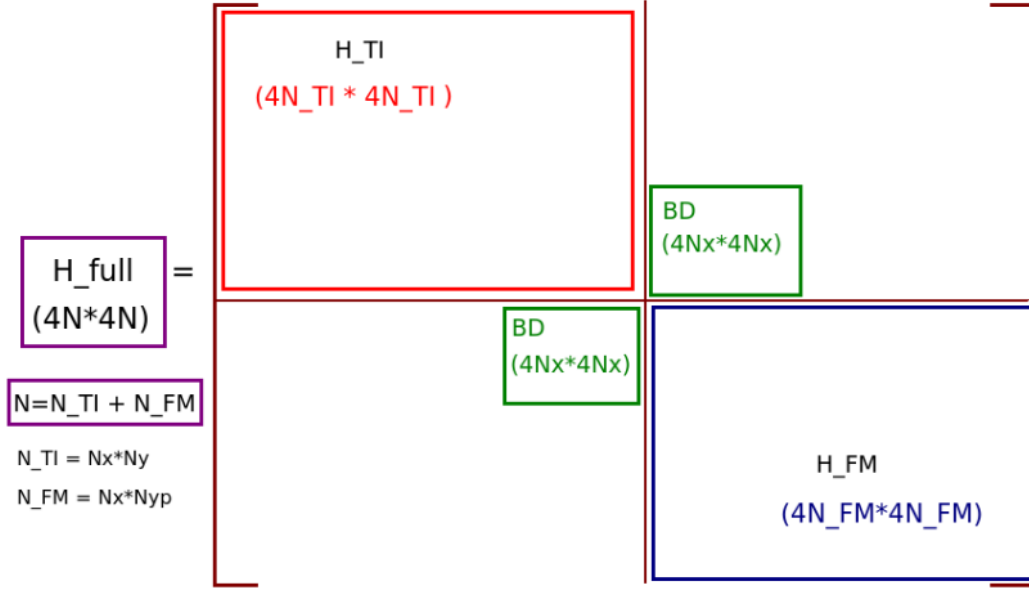 H_TI
(4N_TI * 4N_TI )
BD
(4Nx*4Nx)
H_full
=
(4N*4N)
BD
(4Nx*4Nx)
N=N_TI + N_FM
N_TI = Nx*Ny
N_FM = Nx*Nyp
H_FM
(4N_FM*4N_FM)